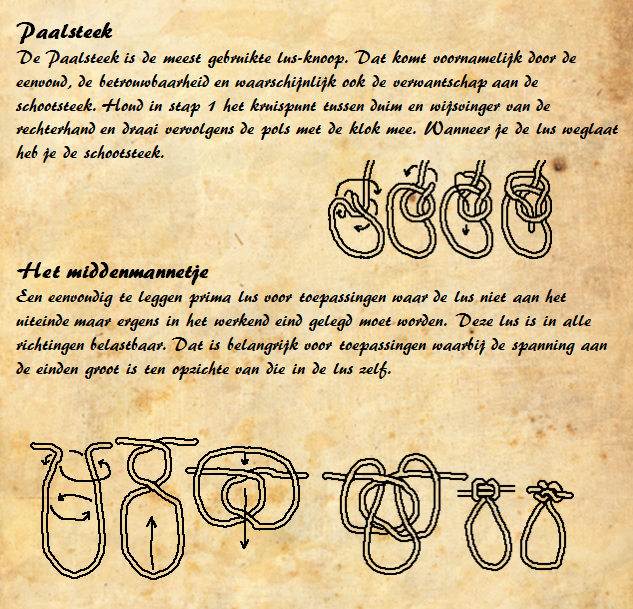 Paalsteek
De Paalsteek is de meest gebruikte lus-knoop. Dat komt voornamelijk door de
eenvoud, de betrouwbaarheid en waarschijnlijk ook de verwantschap aan de
schootsteek. Houd in stap 1 het kruispunt tussen duim en wijsvinger van de
rechterhand en draai vervolgens de pols met de klok mee. Wanneer je de lus weglaat
heb je de schootsteek.
Het middenmannetje
Een eenvoudig te leggen prima lus voor toepassingen waar de lus niet aan het
uiteinde maar ergens in het werkend eind gelegd moet worden. Deze lus is in alle
richtingen belastbaar. Dat is belangrijk voor toepassingen waarbij de spanning aan
de einden groot is ten opzichte van die in de lus zelf.